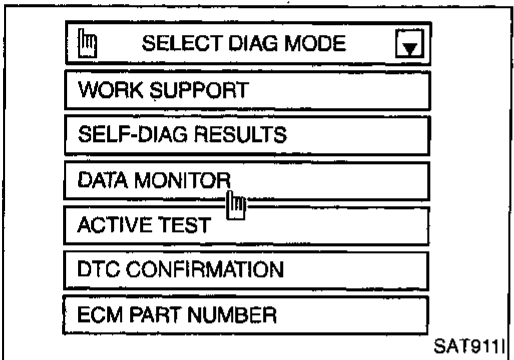 SELECT DIAG MODE
WORK SUPPORT
SELF-DIAG RESULTS
DATA MONITOR
ACTIVE TEST
DTC CONFIRMATION
ECM PART NUMBER
SAT911I